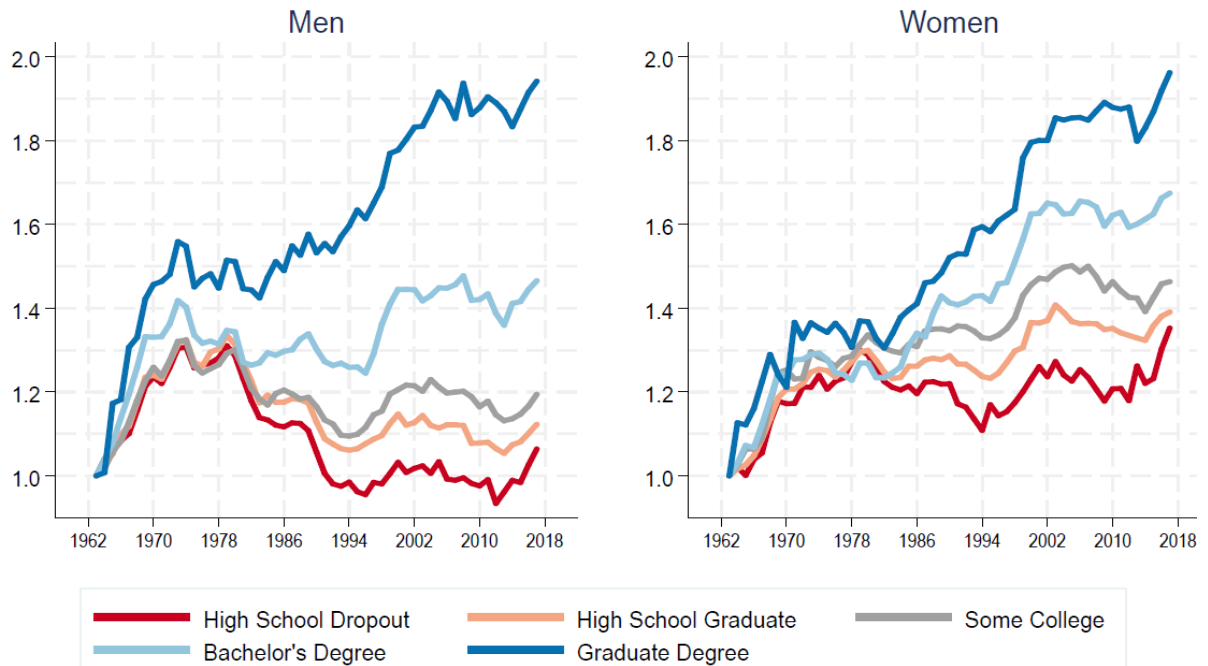 Men
Women
2.0
1.8
1.6
1.4
1.2
1.0
1962 1970 1978 1986 1994 2002 2010 2018
2.0
1.8
1.6
1.4
1.2
1.0
1962 1970 1978 1986 1994 2002 2010 2018
High School Dropout
High School Graduate
Some College
Bachelor's Degree
Graduate Degree